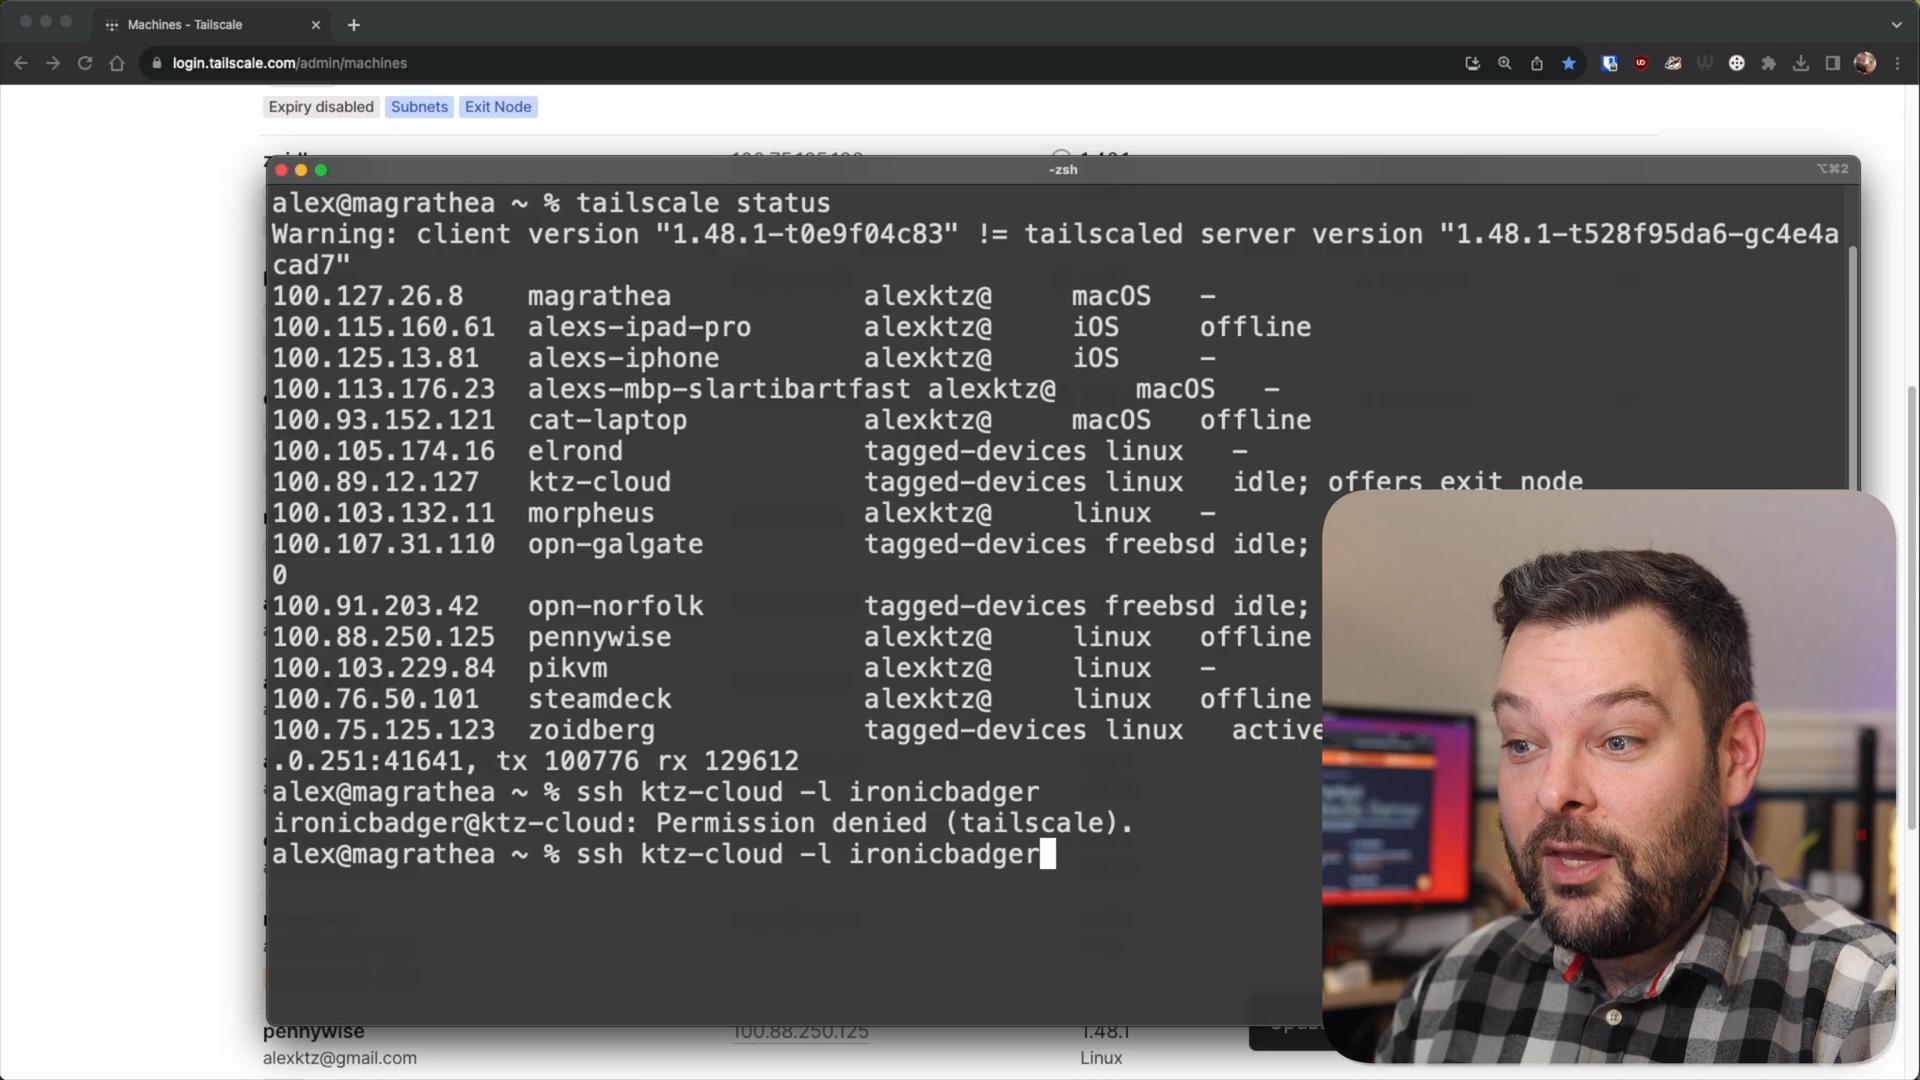 Machines - Tailscale
login.tailscale.com/admin/machines
Expiry disabled Subnets Exit Node
-zsh
⌥⌘2
alex@magrathea ~ % tailscale status
Warning: client version "1.48.1-t0e9f04c83" != tailscaled server version "1.48.1-t528f95da6-gc4e4a
cad7"
100.127.26.8 magrathea alexktz@ macOS -
100.115.160.61 alexs-ipad-pro alexktz@ iOS offline
100.125.13.81 alexs-iphone alexktz@ iOS -
100.113.176.23 alexs-mbp-slartibartfast alexktz@ macOS -
100.93.152.121 cat-laptop alexktz@ macOS offline
100.105.174.16 elrond tagged-devices linux -
100.89.12.127 ktz-cloud tagged-devices linux idle; offers exit node
100.103.132.11 morpheus alexktz@ linux -
100.107.31.110 opn-galgate tagged-devices freebsd idle;
0
100.91.203.42 opn-norfolk tagged-devices freebsd idle;
100.88.250.125 pennywise alexktz@ linux offline
100.103.229.84 pikvm alexktz@ linux -
100.76.50.101 steamdeck alexktz@ linux offline
100.75.125.123 zoidberg tagged-devices linux active
.0.251:41641, tx 100776 rx 129612
alex@magrathea ~ % ssh ktz-cloud -l ironicbadger
ironicbadger@ktz-cloud: Permission denied (tailscale).
alex@magrathea ~ % ssh ktz-cloud -l ironicbadger
pennywise 100.88.250.125 1.48.1
alexktz@gmail.com Linux